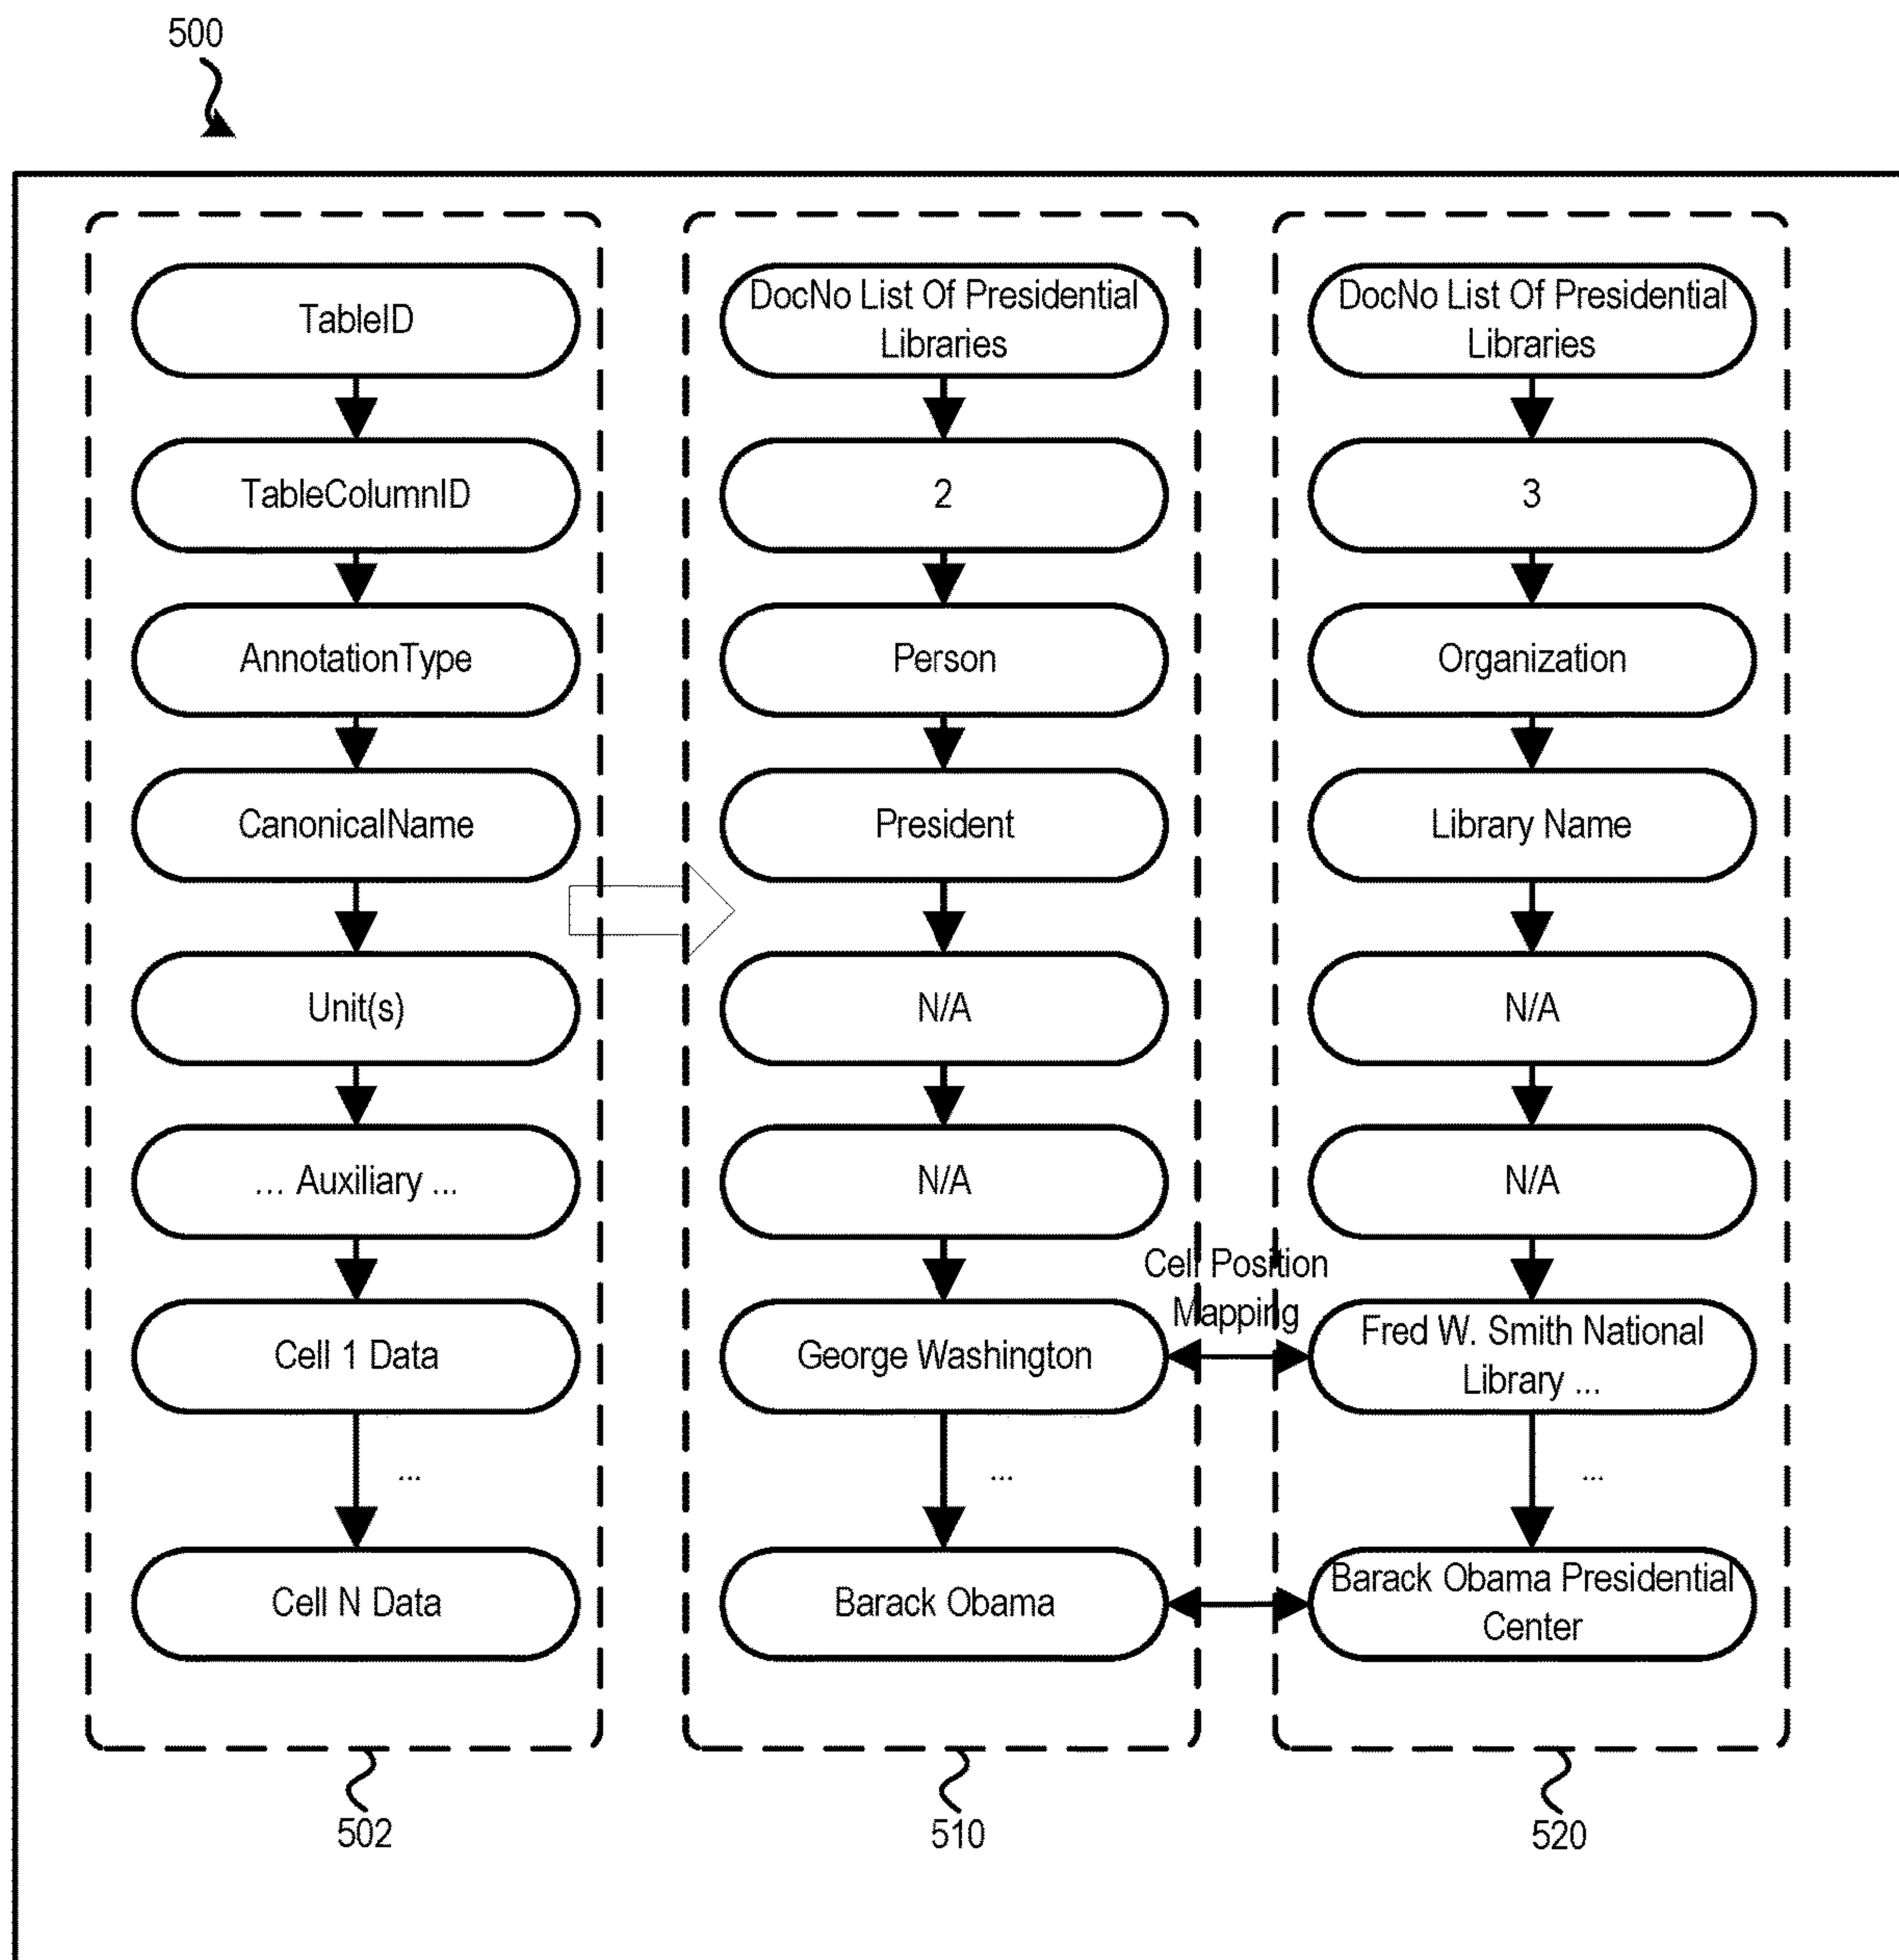 500
TableID
TableColumnID
AnnotationType
CanonicalName
Unit(s)
... Auxiliary ...
Cell 1 Data
...
Cell N Data
502
DocNo List Of Presidential
Libraries
2
Person
President
N/A
N/A
George Washington
...
Barack Obama
510
Cell Position
Mapping
DocNo List Of Presidential
Libraries
3
Organization
Library Name
N/A
N/A
Fred W. Smith National
Library ...
...
Barack Obama Presidential
Center
520